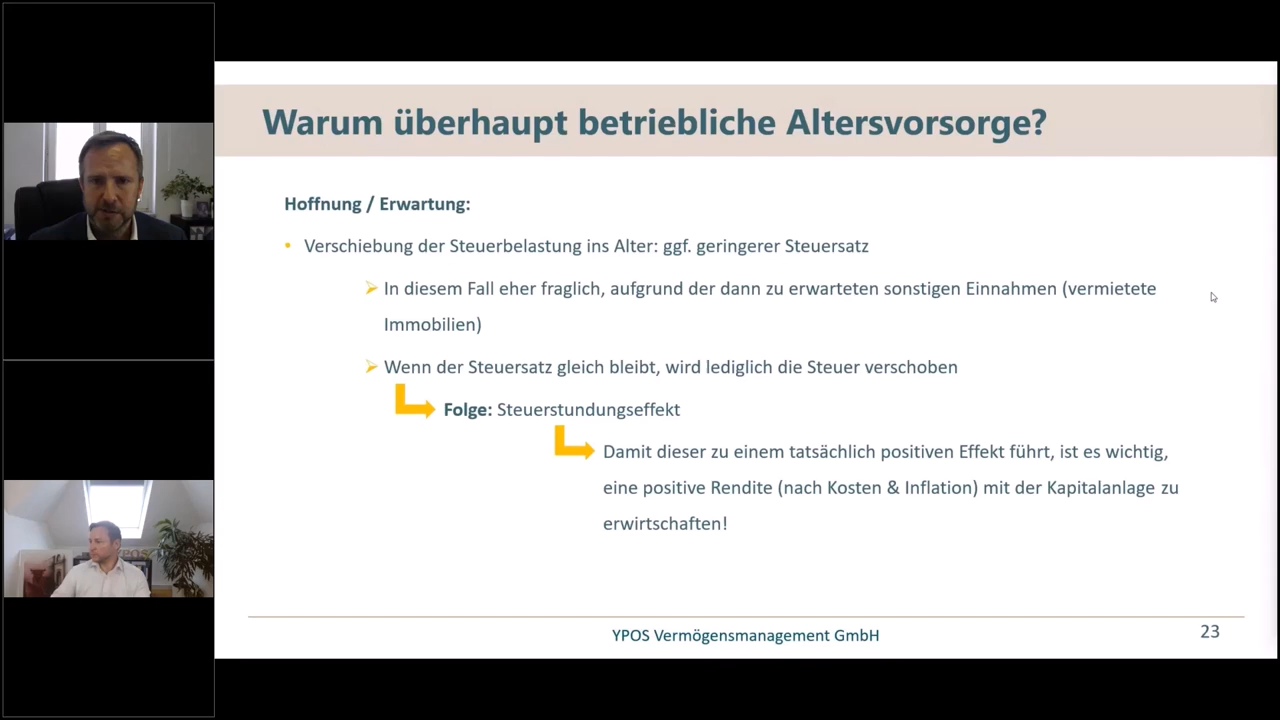 Warum überhaupt betriebliche Altersvorsorge?
Hoffnung / Erwartung:
• Verschiebung der Steuerbelastung ins Alter: ggf. geringerer Steuersatz
In diesem Fall eher fraglich, aufgrund der dann zu erwarteten sonstigen Einnahmen (vermietete
Immobilien)
Wenn der Steuersatz gleich bleibt, wird lediglich die Steuer verschoben
Folge: Steuerstundungseffekt
Damit dieser zu einem tatsächlich positiven Effekt führt, ist es wichtig,
eine positive Rendite (nach Kosten & Inflation) mit der Kapitalanlage zu
erwirtschaften!
YPOS Vermögensmanagement GmbH
23